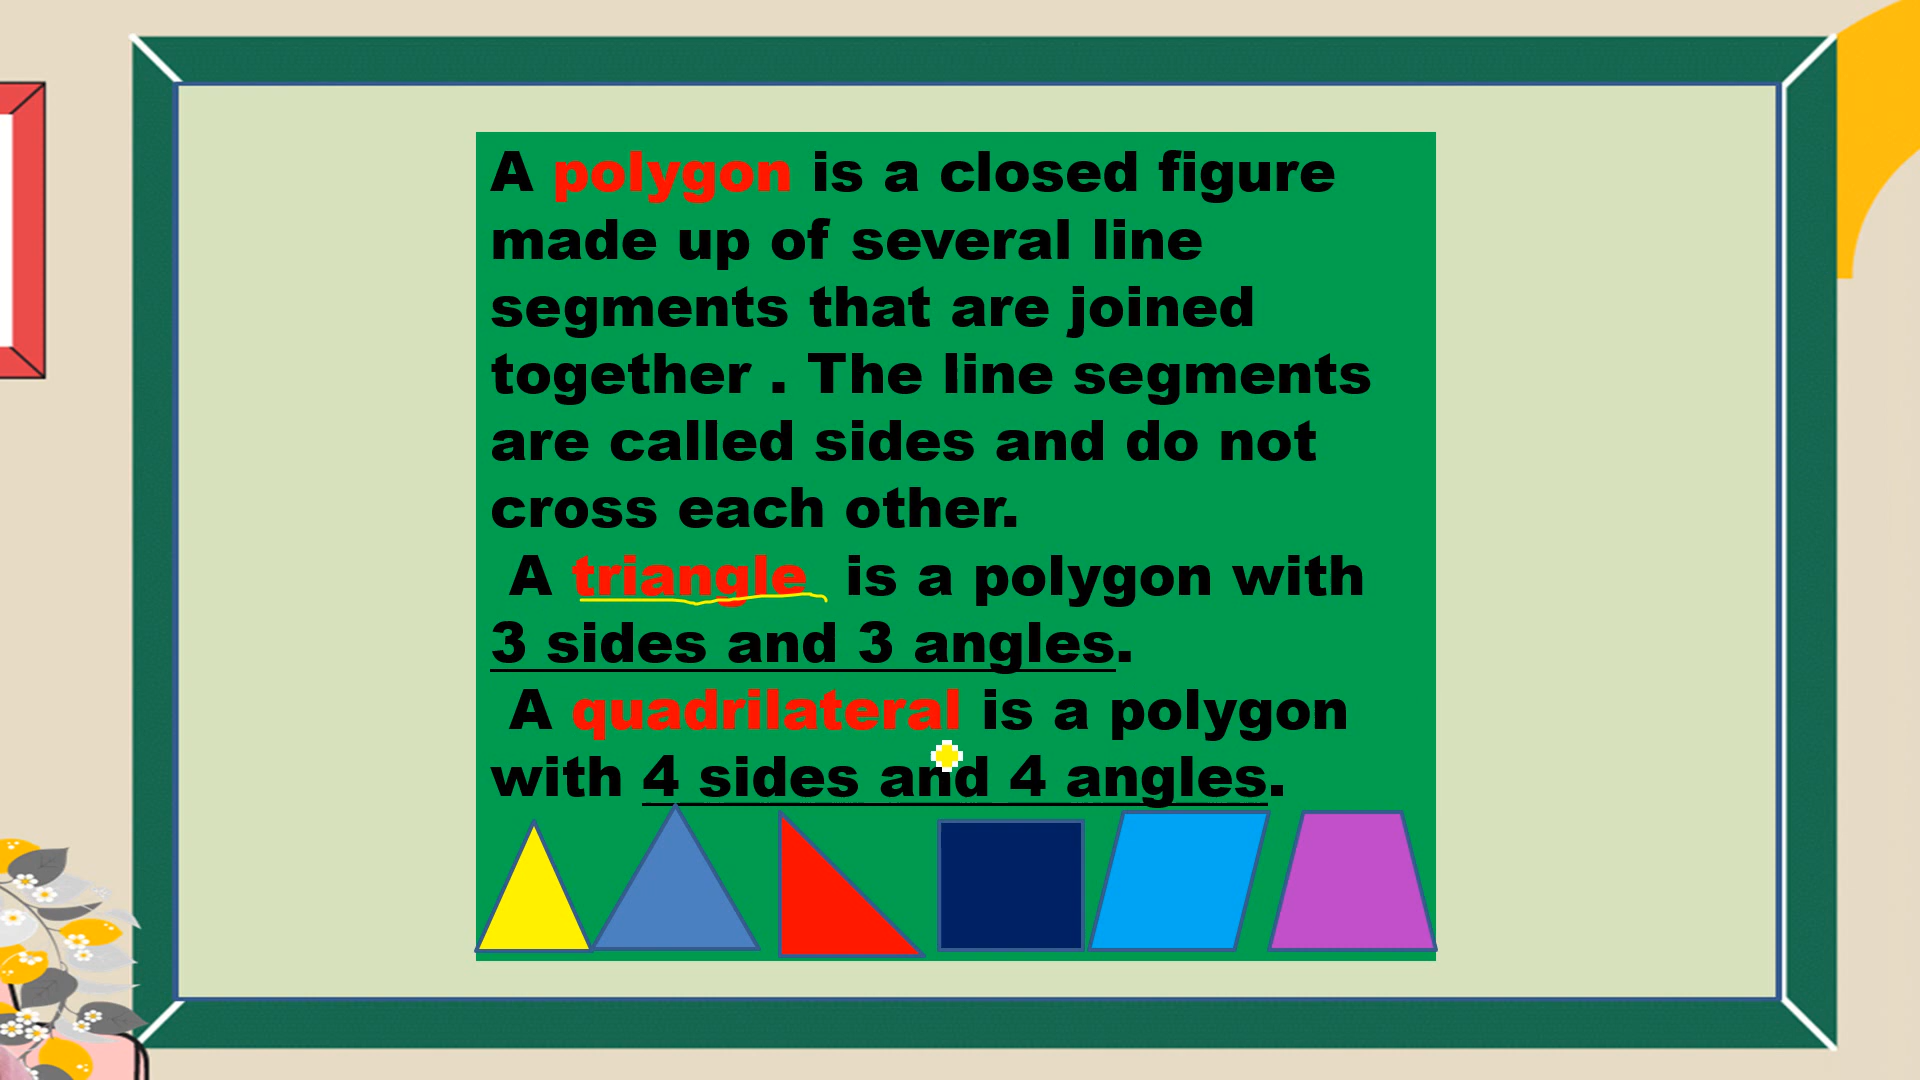 A polygon is a closed figure
made up of several line
segments that are joined
together . The line segments
are called sides and do not
cross each other.
A triangle is a polygon with
3 sides and 3 angles.
A quadrilateral is a polygon
with 4 sides and 4 angles.